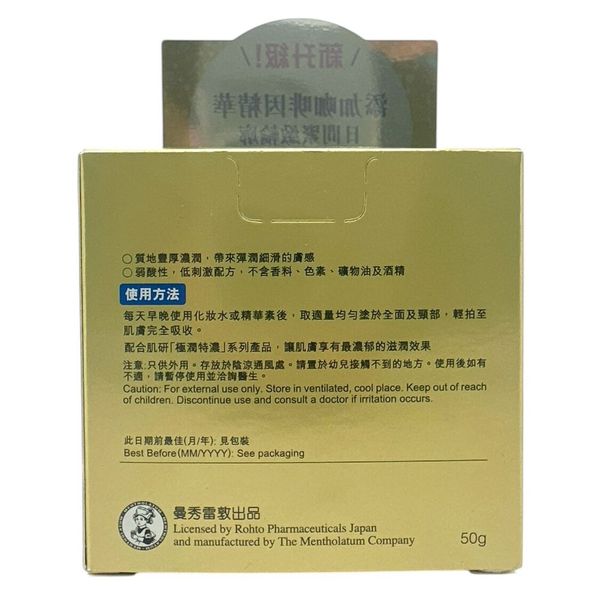 新升級!
添加咖啡因精華
日間緊緻輪廓
○ 質地豐厚濃潤，帶來彈潤細滑的膚感
○ 弱酸性，低刺激配方，不含香料、色素、礦物油及酒精
使用方法
每天早晚使用化妝水或精華素後，取適量均勻塗於全面及頸部，輕拍至
肌膚完全吸收。
配合肌研「極潤特濃」系列產品，讓肌膚享有最濃郁的滋潤效果
注意:只供外用。存放於陰涼通風處。請置於幼兒接觸不到的地方。使用後如有
不適，請暫停使用並洽詢醫生。
Caution: For external use only. Store in ventilated, cool place. Keep out of reach
of children. Discontinue use and consult a doctor if irritation occurs.
此日期前最佳(月/年): 見包裝
Best Before(MM/YYYY): See packaging
曼秀雷敦出品
Licensed by Rohto Pharmaceuticals Japan
and manufactured by The Mentholatum Company
50g